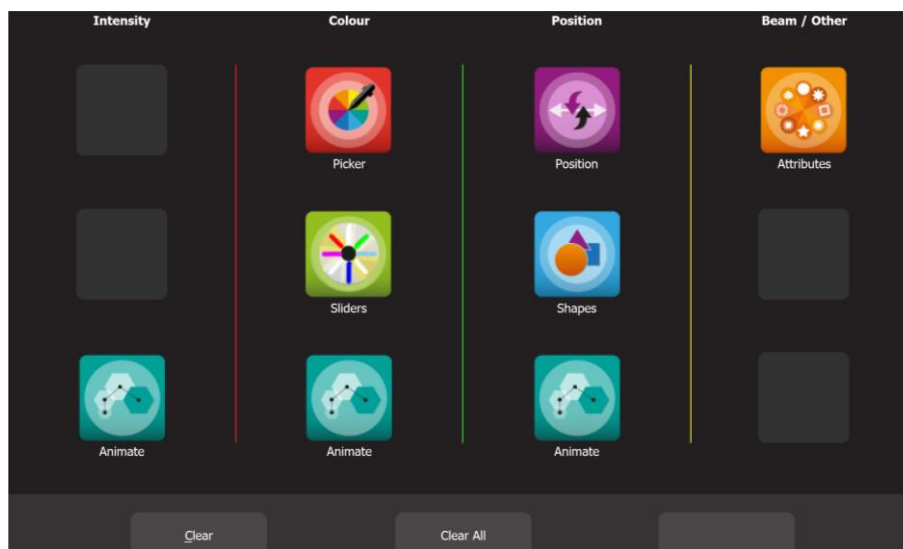 Intensity
Colour
Position
Beam / Other
Picker
Position
Attributes
Sliders
Shapes
Animate
Animate
Animate
Clear
Clear All